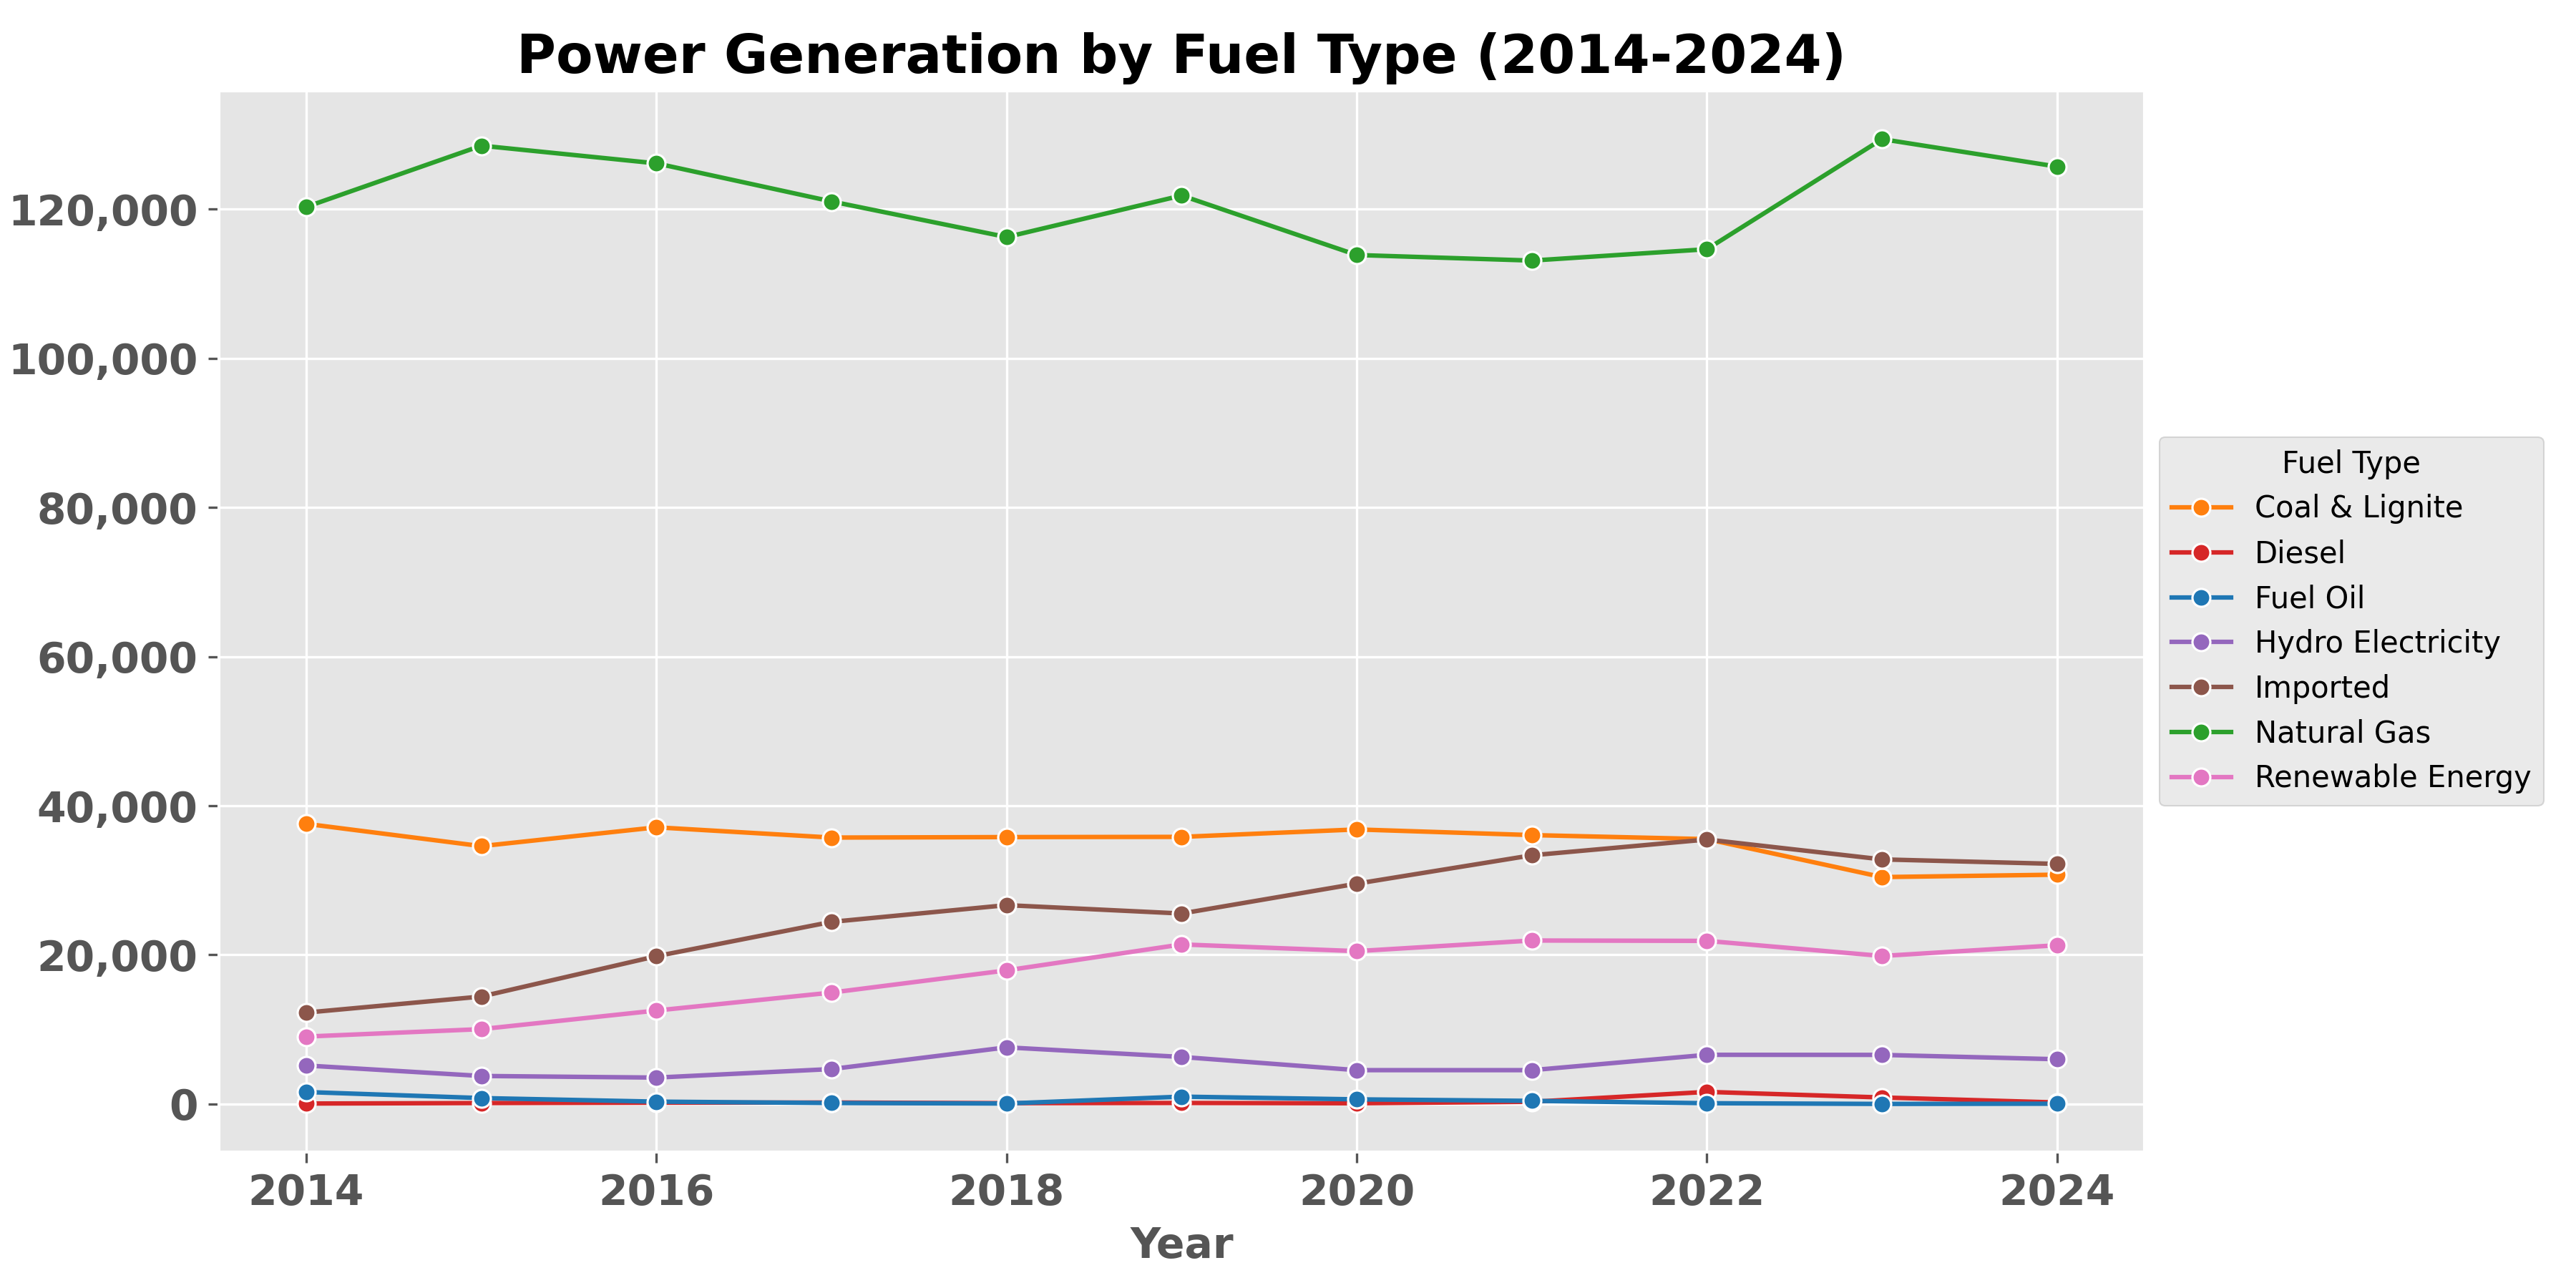 Power Generation by Fuel Type (2014-2024)
120,000
100,000
80,000
60,000
40,000
20,000
0
2014 2016 2018 2020 2022 2024
Year
Fuel Type
Coal & Lignite
Diesel
Fuel Oil
Hydro Electricity
Imported
Natural Gas
Renewable Energy